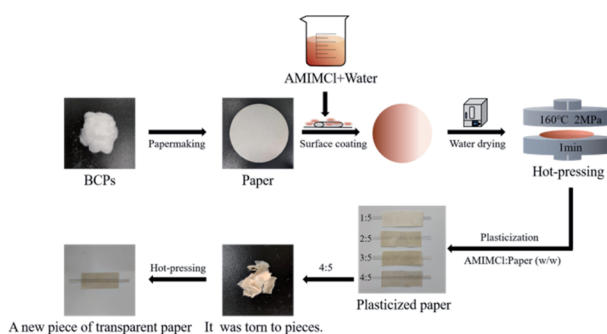 AMIMCl+Water
BCPs
Papermaking
Paper
Surface coating
Water drying
160℃ 2MPa
1min
Hot-pressing
Plasticization
AMIMCl:Paper (w/w)
1:5
2:5
3:5
4:5
Plasticized paper
4:5
It was torn to pieces.
Hot-pressing
A new piece of transparent paper